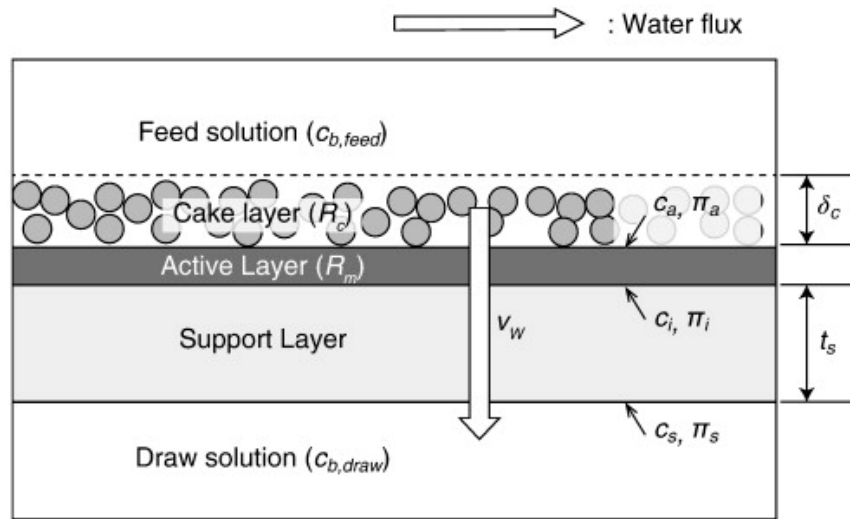 : Water flux
Feed solution (c_b,feed)
Cake layer (R_c)
c_a, π_a
δ_c
Active Layer (R_m)
c_i, π_i
Support Layer
v_w
t_s
c_s, π_s
Draw solution (c_b,draw)